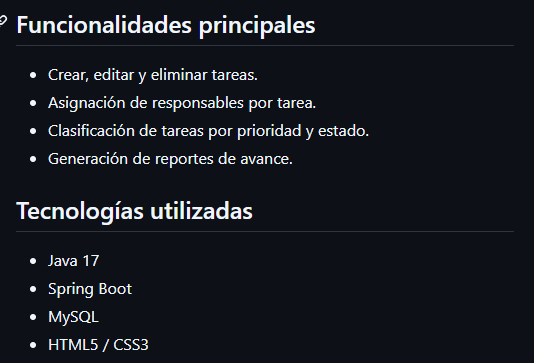 Funcionalidades principales
Crear, editar y eliminar tareas.
Asignación de responsables por tarea.
Clasificación de tareas por prioridad y estado.
Generación de reportes de avance.
Tecnologías utilizadas
Java 17
Spring Boot
MySQL
HTML5 / CSS3